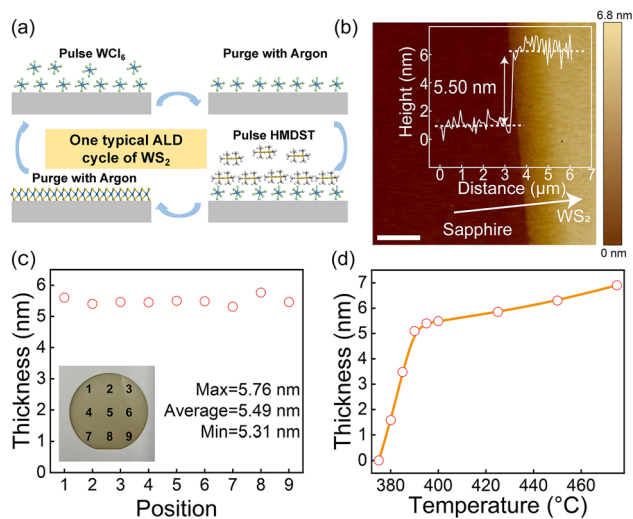 (a)
Pulse WCl₆
Purge with Argon
One typical ALD
cycle of WS₂
Pulse HMDST
Purge with Argon
(b)
6.8 nm
Height (nm)
6
4
2
0
5.50 nm
0 1 2 3 4 5 6 7
Distance (μm)
WS₂
Sapphire
0 nm
(c)
Thickness (nm)
7
6
5
4
3
2
1
0
1 2 3
4 5 6
7 8 9
Max=5.76 nm
Average=5.49 nm
Min=5.31 nm
1 2 3 4 5 6 7 8 9
Position
(d)
Thickness (nm)
7
6
5
4
3
2
1
0
380 400 420 440 460
Temperature (°C)